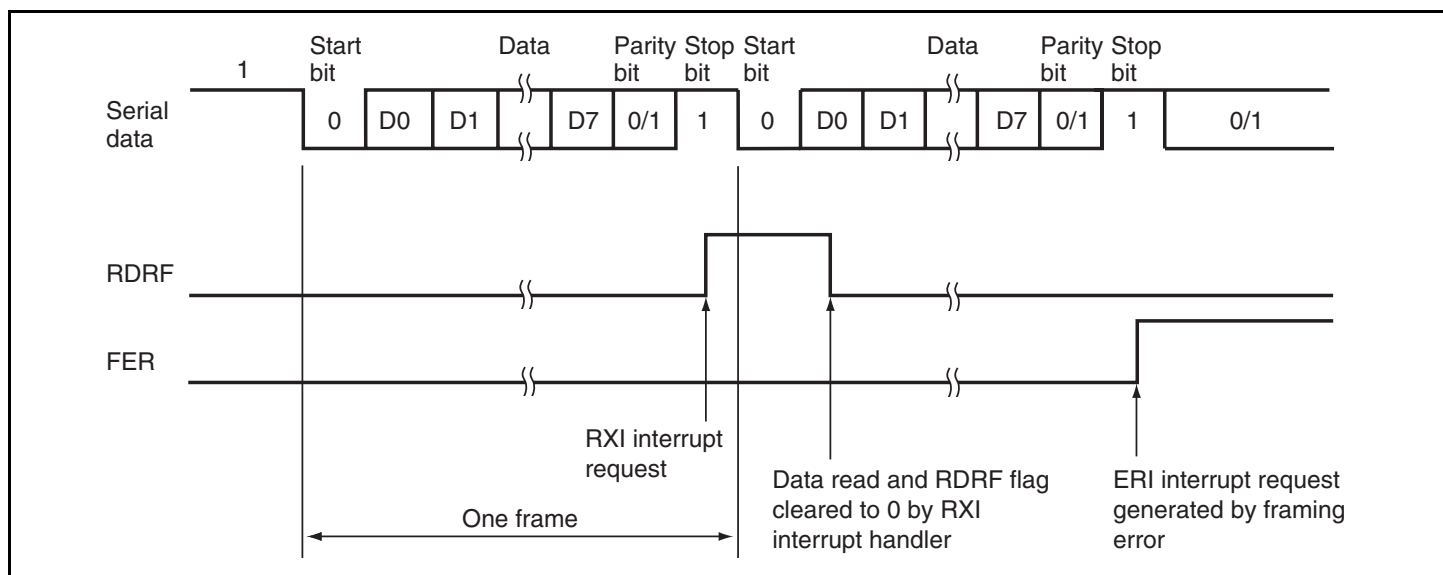 Start bit
Data
Parity bit
Stop bit
Start bit
Data
Parity bit
Stop bit
1
Serial data
0 D0 D1 D7 0/1 1 0 D0 D1 D7 0/1 1 0/1
RDRF
FER
RXI interrupt
request
Data read and RDRF flag
cleared to 0 by RXI
interrupt handler
ERI interrupt request
generated by framing
error
One frame